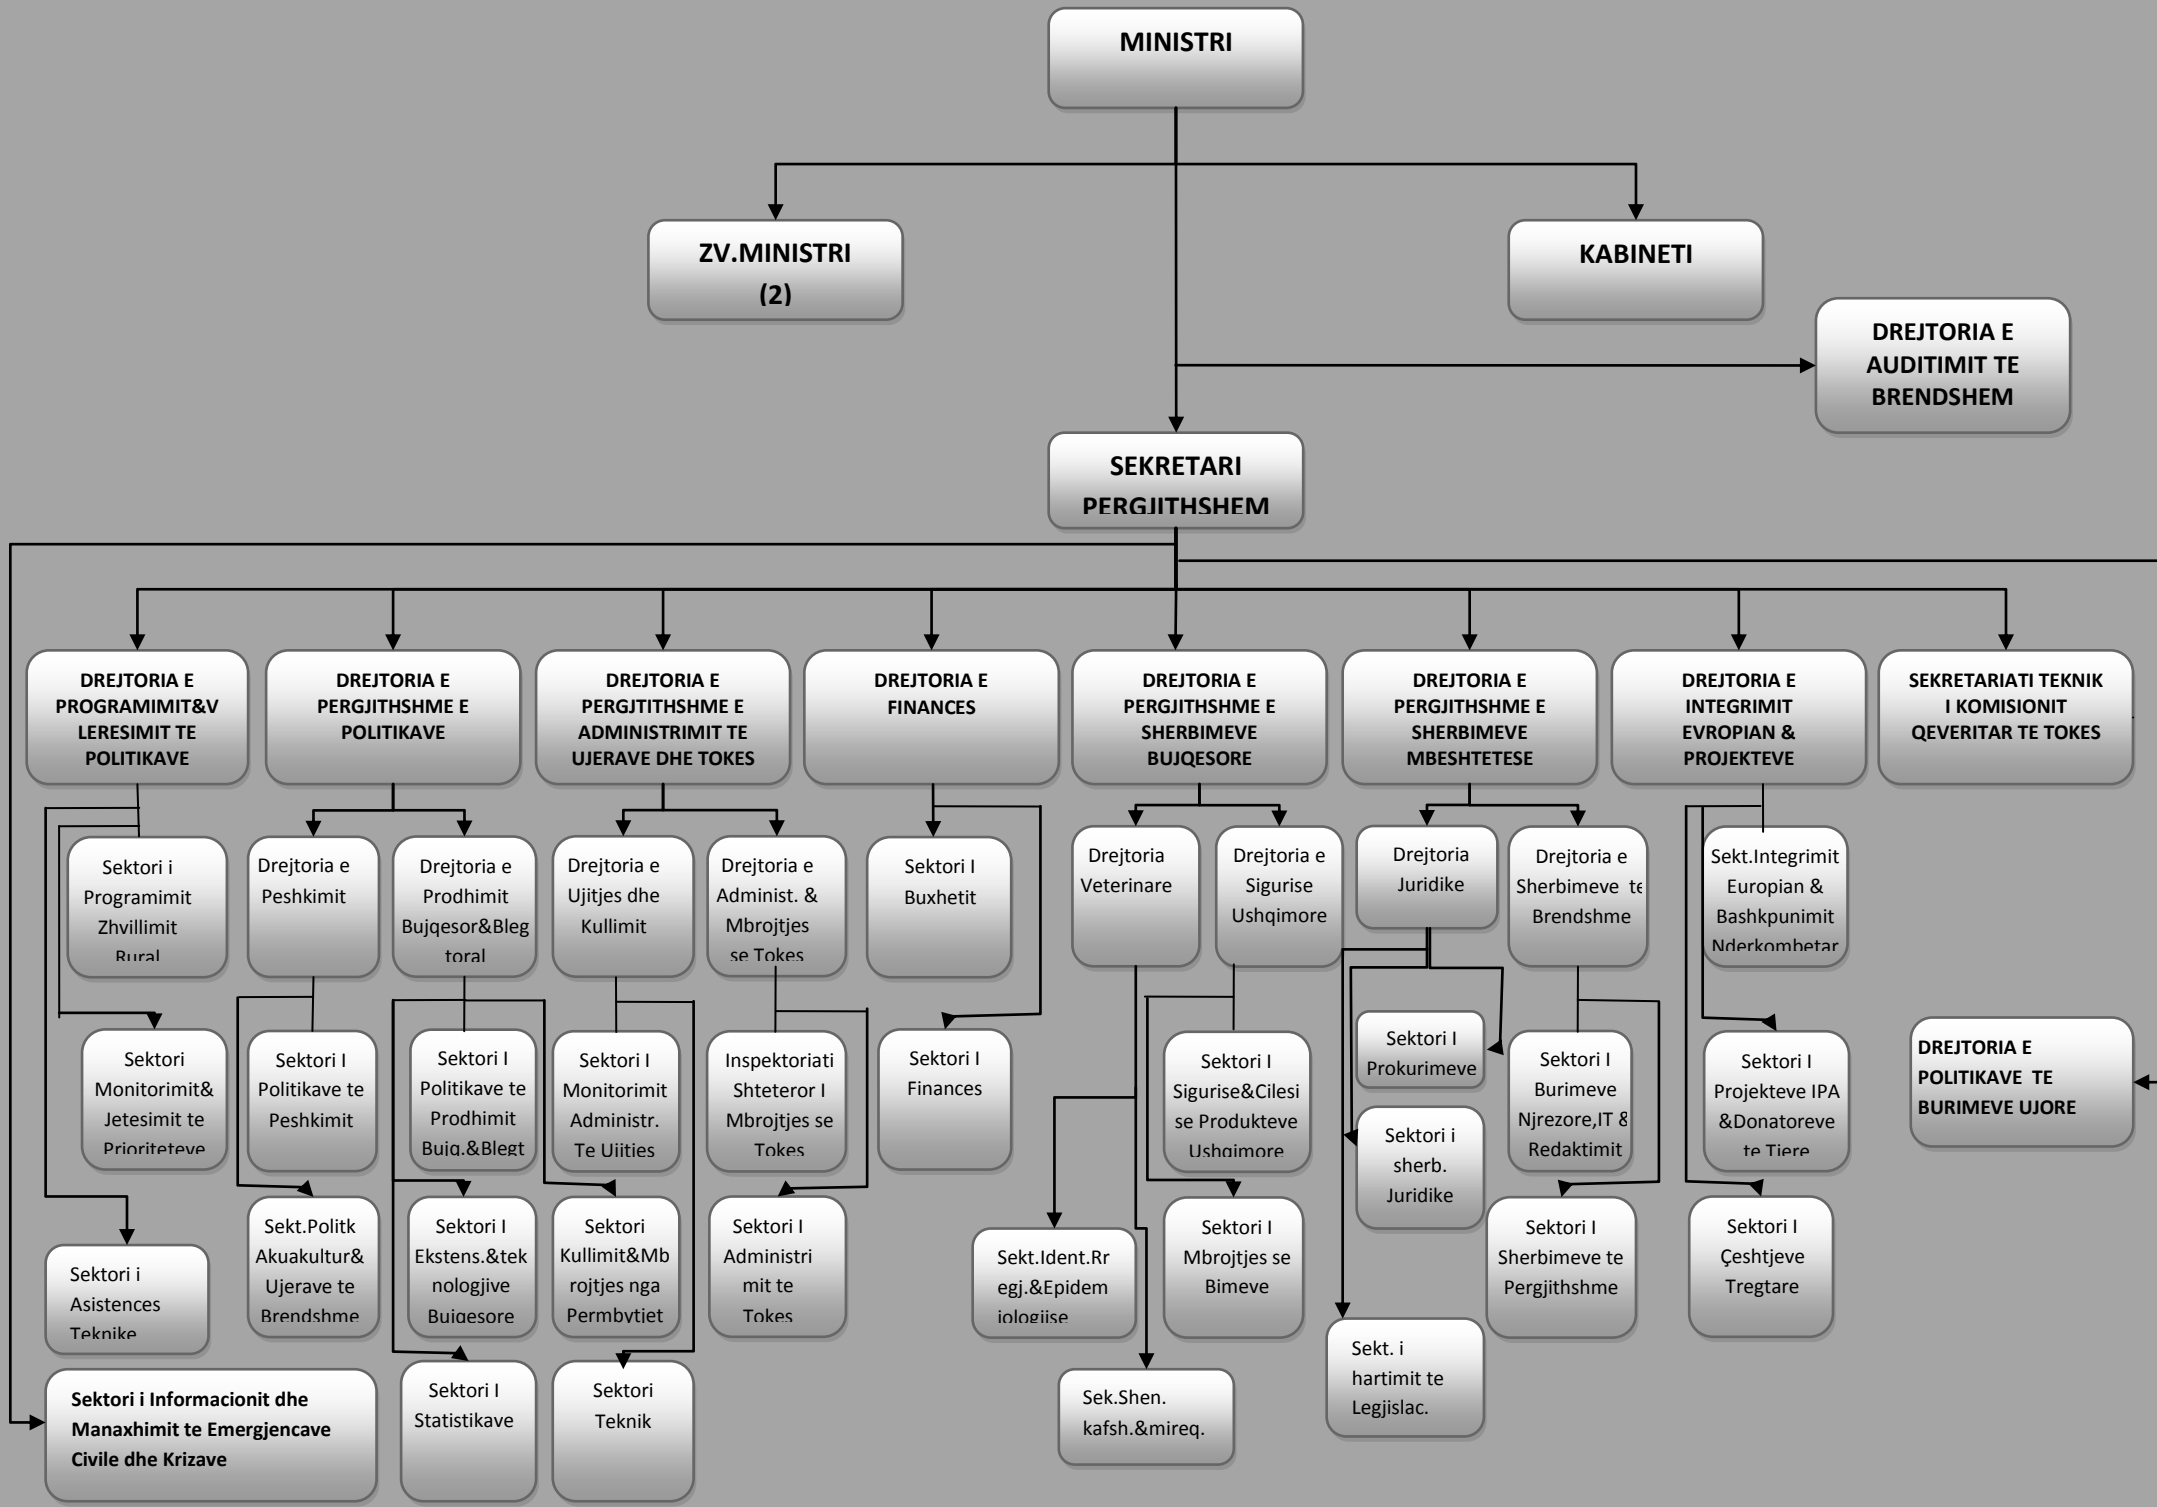 MINISTRI
ZV.MINISTRI
(2)
KABINETI
DREJTORIA E
AUDITIMIT TE
BRENDSHEM
SEKRETARI
PERGJITHSHEM
DREJTORIA E
PROGRAMIMIT&V
LERESIMIT TE
POLITIKAVE
DREJTORIA E
PERGJITHSHME E
POLITIKAVE
DREJTORIA E
PERGJTITHSHME E
ADMINISTRIMIT TE
UJERAVE DHE TOKES
DREJTORIA E
FINANCES
DREJTORIA E
PERGJITHSHME E
SHERBIMEVE
BUJQESORE
DREJTORIA E
PERGJITHSHME E
SHERBIMEVE
MBESHTETESE
DREJTORIA E
INTEGRIMIT
EVROPIAN &
PROJEKTEVE
SEKRETARIATI TEKNIK
I KOMISIONIT
QEVERITAR TE TOKES
Sektori i
Programimit
Zhvillimit
Rural
Drejtoria e
Peshkimit
Drejtoria e
Prodhimit
Bujqesor&Bleg
toral
Drejtoria e
Ujitjes dhe
Kullimit
Drejtoria e
Administ. &
Mbrojtjes
se Tokes
Sektori I
Buxhetit
Drejtoria
Veterinare
Drejtoria e
Sigurise
Ushqimore
Drejtoria
Juridike
Drejtoria e
Sherbimeve te
Brendshme
Sekt.Integrimit
Europian &
Bashkpunimit
Nderkombetar
Sektori
Monitorimit&
Jetesimit te
Prioriteteve
Sektori I
Politikave te
Peshkimit
Sektori I
Politikave te
Prodhimit
Bujq.&Blegt
Sektori I
Monitorimit
Administr.
Te Ujities
Inspektoriati
Shteteror I
Mbrojtjes se
Tokes
Sektori I
Finances
Sektori I
Sigurise&Cilesi
se Produkteve
Ushqimore
Sektori I
Prokurimeve
Sektori i
sherb.
Juridike
Sektori I
Burimeve
Njrezore,IT &
Redaktimit
Sektori I
Projekteve IPA
&Donatoreve
te Tjere
DREJTORIA E
POLITIKAVE TE
BURIMEVE UJORE
Sektori i
Asistences
Teknike
Sekt.Politk
Akuakultur&
Ujerave te
Brendshme
Sektori I
Ekstens.&tek
nologjive
Bujqesore
Sektori
Kullimit&Mb
rojtjes nga
Permbytjet
Sektori I
Administri
mit te
Tokes
Sekt.Ident.Rr
egj.&Epidem
iologjise
Sektori I
Mbrojtjes se
Bimeve
Sektori I
Sherbimeve te
Pergjithshme
Sektori I
Çeshtjeve
Tregtare
Sektori i Informacionit dhe
Manaxhimit te Emergjencave
Civile dhe Krizave
Sektori I
Statistikave
Sektori
Teknik
Sek.Shen.
kafsh.&mireq.
Sekt. i
hartimit te
Legjislac.